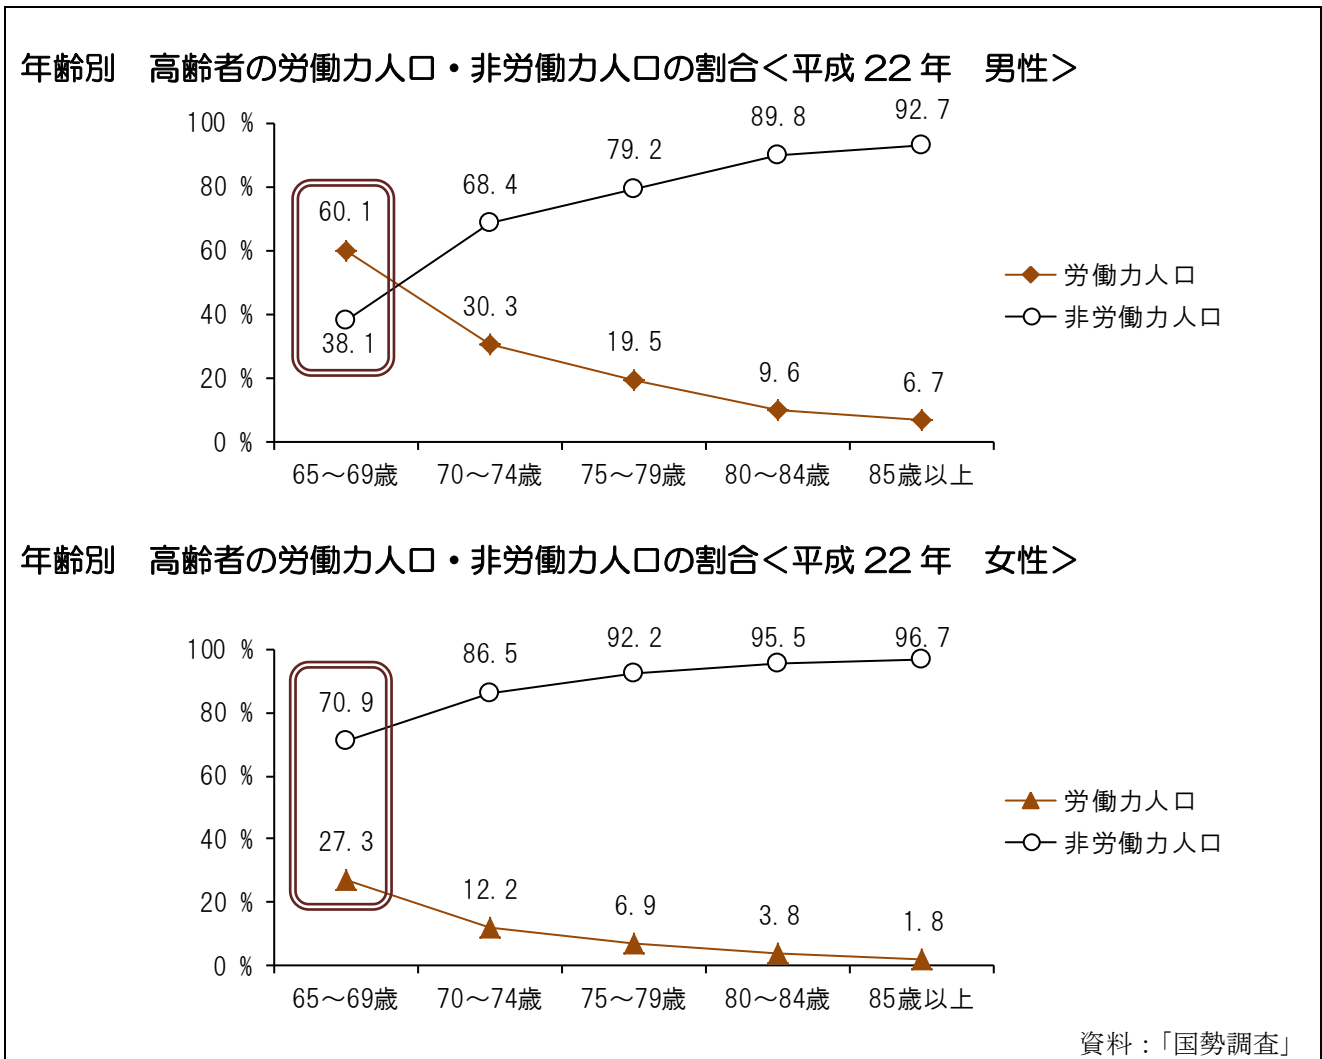 年齢別　高齢者の労働力人口・非労働力人口の割合＜平成 22 年　男性＞
100 %
80 %
60 %
40 %
20 %
0 %
60.1
68.4
79.2
89.8
92.7
38.1
30.3
19.5
9.6
6.7
65～69歳
70～74歳
75～79歳
80～84歳
85歳以上
労働力人口
非労働力人口
年齢別　高齢者の労働力人口・非労働力人口の割合＜平成 22 年　女性＞
100 %
80 %
60 %
40 %
20 %
0 %
70.9
86.5
92.2
95.5
96.7
27.3
12.2
6.9
3.8
1.8
65～69歳
70～74歳
75～79歳
80～84歳
85歳以上
労働力人口
非労働力人口
資料：「国勢調査」